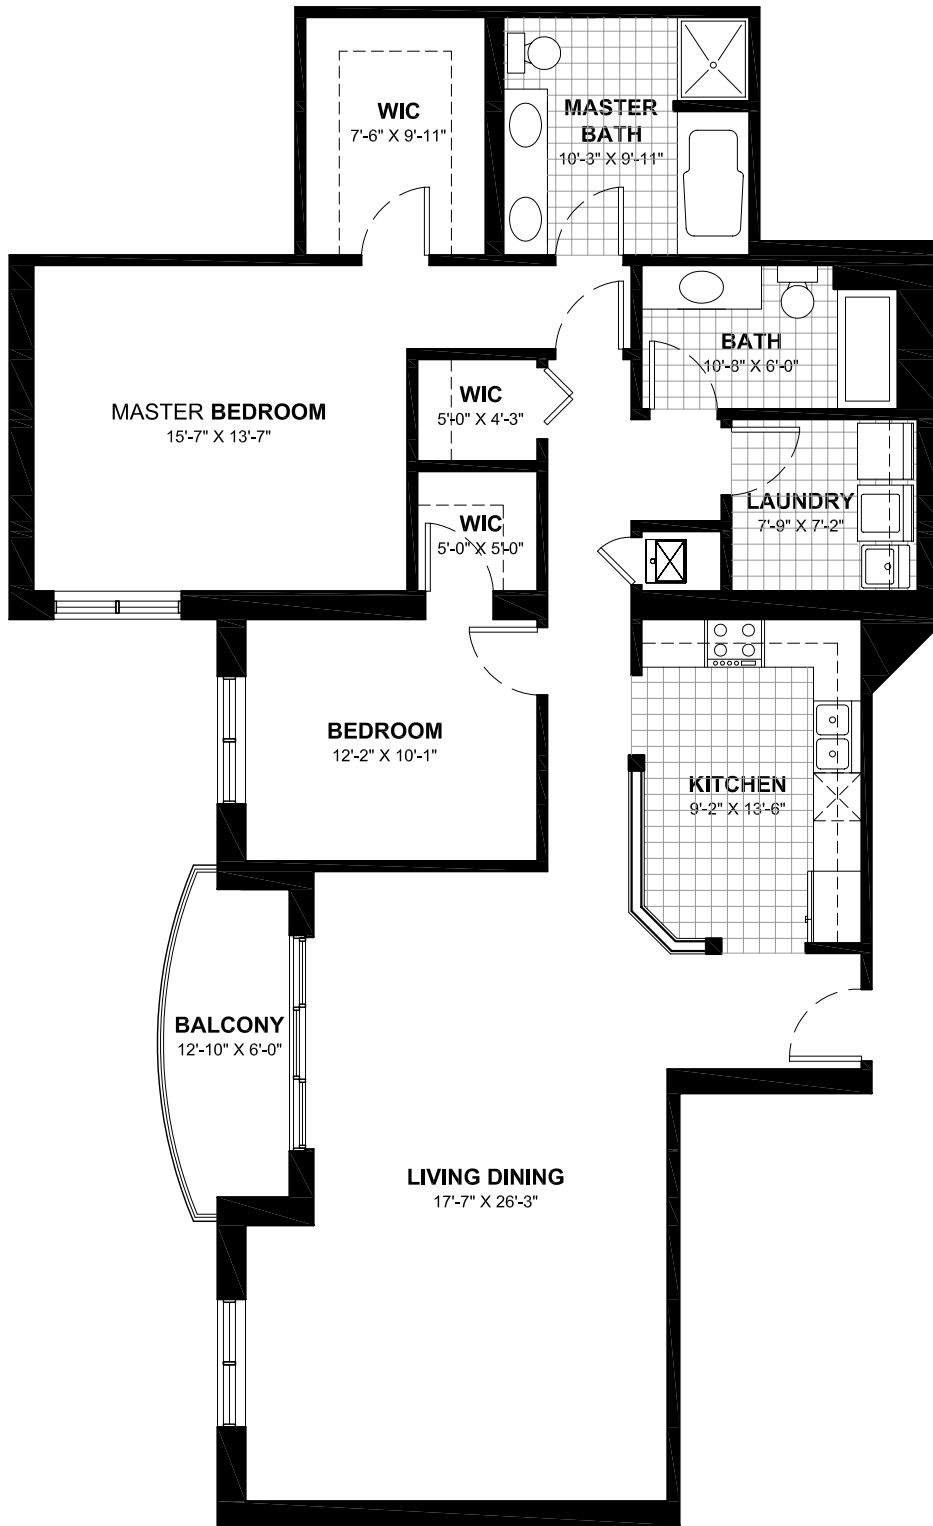 WIC
7'-6" X 9'-11"
MASTER
BATH
10'-3" X 9'-11"
BATH
10'-8" X 6'-0"
MASTER BEDROOM
15'-7" X 13'-7"
WIC
5'-0" X 4'-3"
LAUNDRY
7'-9" X 7'-2"
WIC
5'-0" X 5'-0"
BEDROOM
12'-2" X 10'-1"
KITCHEN
9'-2" X 13'-6"
BALCONY
12'-10" X 6'-0"
LIVING DINING
17'-7" X 26'-3"